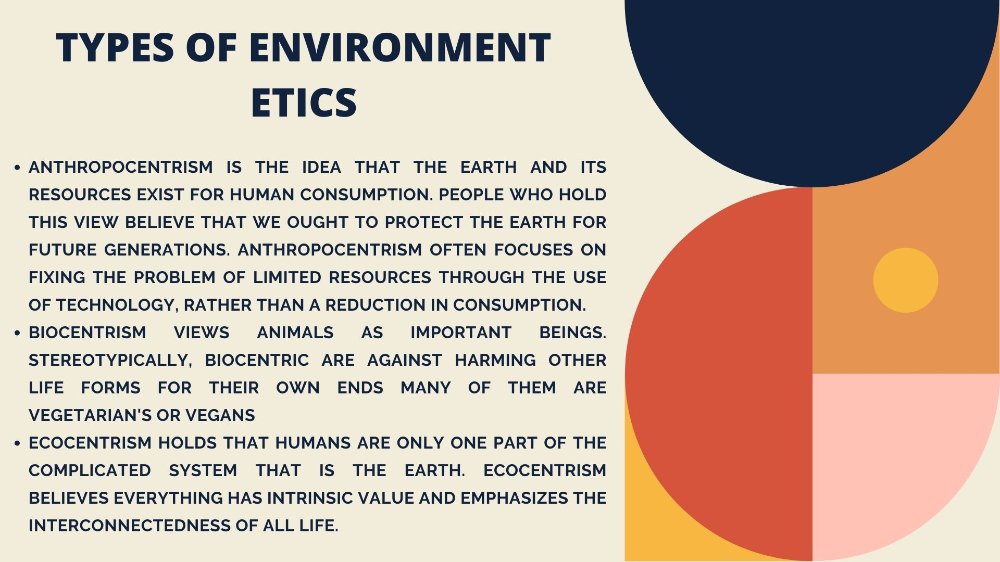 TYPES OF ENVIRONMENT
ETICS
• ANTHROPOCENTRISM IS THE IDEA THAT THE EARTH AND ITS
RESOURCES EXIST FOR HUMAN CONSUMPTION. PEOPLE WHO HOLD
THIS VIEW BELIEVE THAT WE OUGHT TO PROTECT THE EARTH FOR
FUTURE GENERATIONS. ANTHROPOCENTRISM OFTEN FOCUSES ON
FIXING THE PROBLEM OF LIMITED RESOURCES THROUGH THE USE
OF TECHNOLOGY, RATHER THAN A REDUCTION IN CONSUMPTION.
• BIOCENTRISM VIEWS ANIMALS AS IMPORTANT BEINGS.
STEREOTYPICALLY, BIOCENTRIC ARE AGAINST HARMING OTHER
LIFE FORMS FOR THEIR OWN ENDS MANY OF THEM ARE
VEGETARIAN'S OR VEGANS
• ECOCENTRISM HOLDS THAT HUMANS ARE ONLY ONE PART OF THE
COMPLICATED SYSTEM THAT IS THE EARTH. ECOCENTRISM
BELIEVES EVERYTHING HAS INTRINSIC VALUE AND EMPHASIZES THE
INTERCONNECTEDNESS OF ALL LIFE.